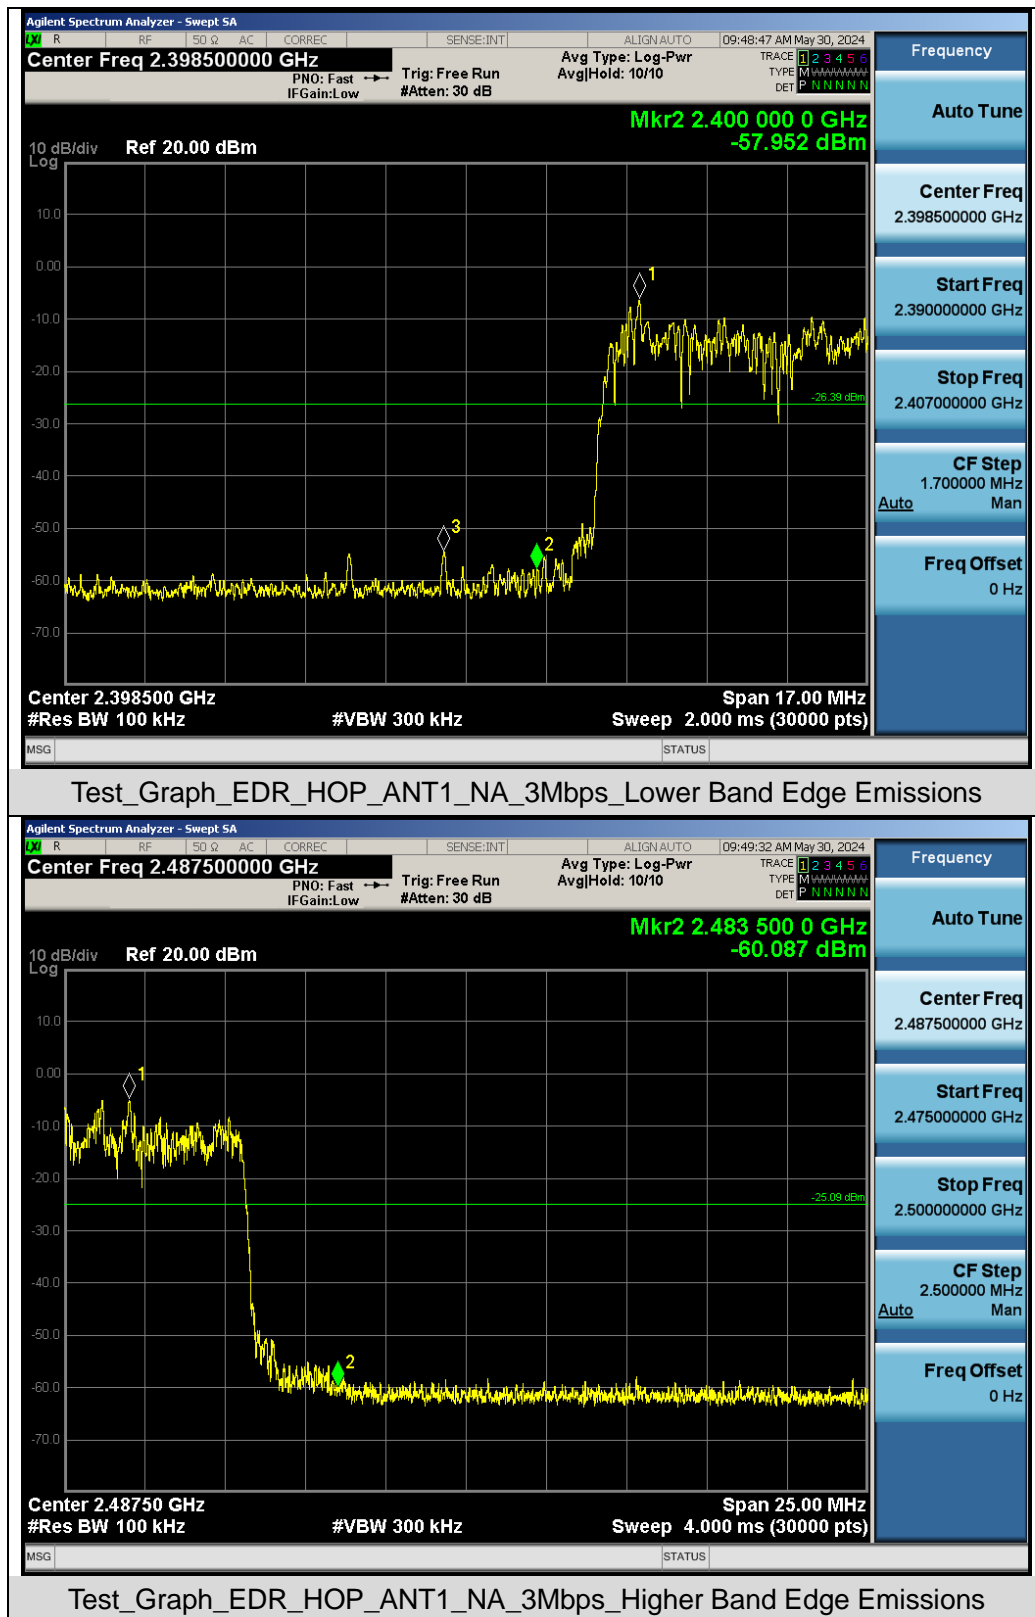 Agilent Spectrum Analyzer - Swept SA
LXI R RF 50 Ω AC CORREC SENSE:INT ALIGN AUTO 09:48:47 AM May 30, 2024
Center Freq 2.398500000 GHz
PNO: Fast
IFGain:Low
Trig: Free Run
#Atten: 30 dB
Avg Type: Log-Pwr
Avg|Hold: 10/10
TRACE 1 2 3 4 5 6
TYPE M
DET P N N N N N
Mkr2 2.400 000 0 GHz
-57.952 dBm
10 dB/div Ref 20.00 dBm
Log
10.0
0.00
-10.0
-20.0
-30.0
-40.0
-50.0
-60.0
-70.0
1
-26.39 dBm
3
2
Center 2.398500 GHz Span 17.00 MHz
#Res BW 100 kHz #VBW 300 kHz Sweep 2.000 ms (30000 pts)
MSG STATUS
Frequency
Auto Tune
Center Freq
2.398500000 GHz
Start Freq
2.390000000 GHz
Stop Freq
2.407000000 GHz
CF Step
1.700000 MHz
Auto Man
Freq Offset
0 Hz
Test_Graph_EDR_HOP_ANT1_NA_3Mbps_Lower Band Edge Emissions
Agilent Spectrum Analyzer - Swept SA
LXI R RF 50 Ω AC CORREC SENSE:INT ALIGN AUTO 09:49:32 AM May 30, 2024
Center Freq 2.487500000 GHz
PNO: Fast
IFGain:Low
Trig: Free Run
#Atten: 30 dB
Avg Type: Log-Pwr
Avg|Hold: 10/10
TRACE 1 2 3 4 5 6
TYPE M
DET P N N N N N
Mkr2 2.483 500 0 GHz
-60.087 dBm
10 dB/div Ref 20.00 dBm
Log
10.0
0.00
-10.0
-20.0
-30.0
-40.0
-50.0
-60.0
-70.0
1
-25.09 dBm
2
Center 2.48750 GHz Span 25.00 MHz
#Res BW 100 kHz #VBW 300 kHz Sweep 4.000 ms (30000 pts)
MSG STATUS
Frequency
Auto Tune
Center Freq
2.487500000 GHz
Start Freq
2.475000000 GHz
Stop Freq
2.500000000 GHz
CF Step
2.500000 MHz
Auto Man
Freq Offset
0 Hz
Test_Graph_EDR_HOP_ANT1_NA_3Mbps_Higher Band Edge Emissions